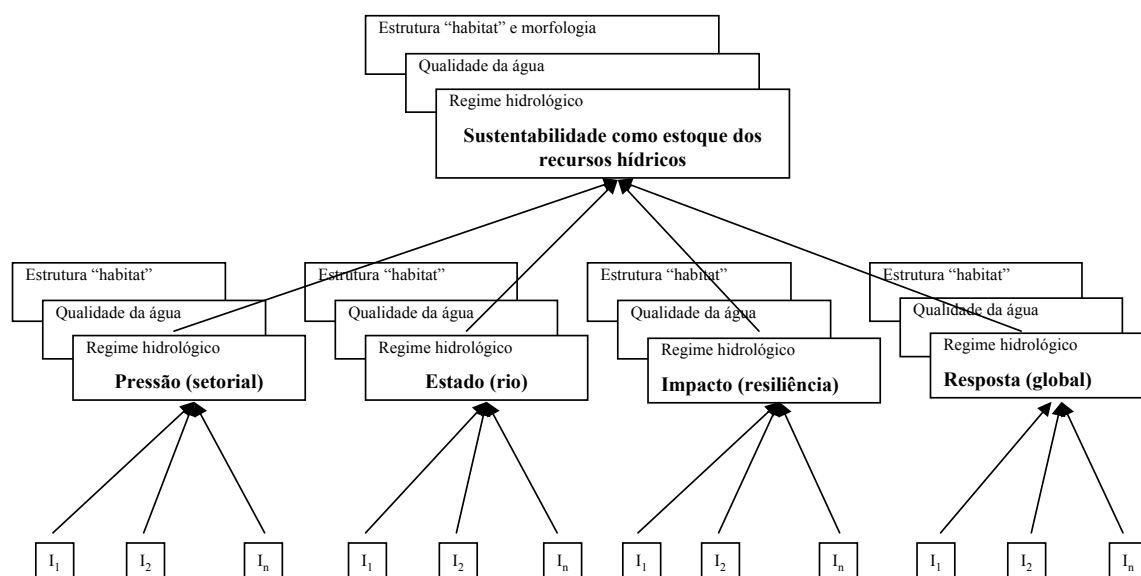 Estrutura “habitat” e morfologia
Qualidade da água
Regime hidrológico
Sustentabilidade como estoque dos
recursos hídricos
Estrutura “habitat”
Qualidade da água
Regime hidrológico
Pressão (setorial)
Estrutura “habitat”
Qualidade da água
Regime hidrológico
Estado (rio)
Estrutura “habitat”
Qualidade da água
Regime hidrológico
Impacto (resiliência)
Estrutura “habitat”
Qualidade da água
Regime hidrológico
Resposta (global)
I₁ I₂ Iₙ I₁ I₂ Iₙ I₁ I₂ Iₙ I₁ I₂ Iₙ